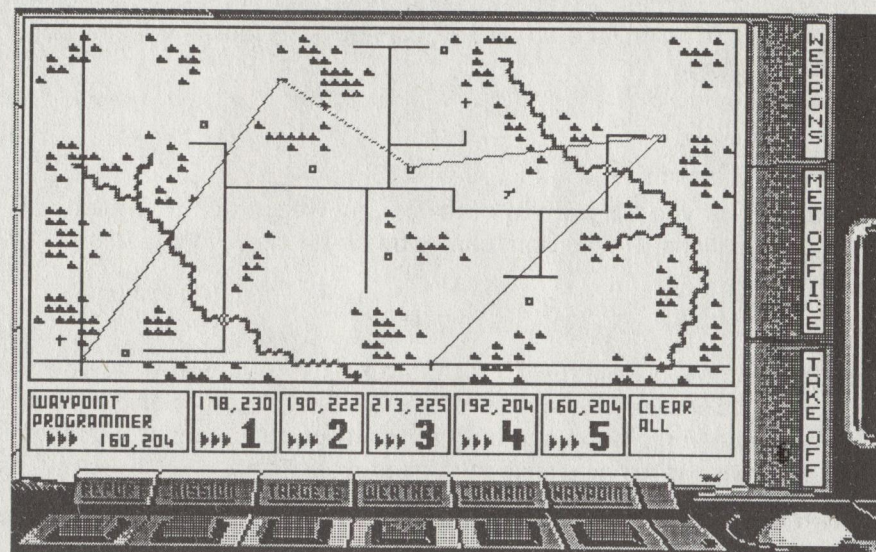 WAYPOINT
PROGRAMMER
160,204
178,230
1
190,222
2
213,225
3
192,204
4
160,204
5
CLEAR
ALL
REPORT
MISSION
TARGETS
WEATHER
COMMAND
WAYPOINT
WEAPONS
MET OFFICE
TAKE OFF